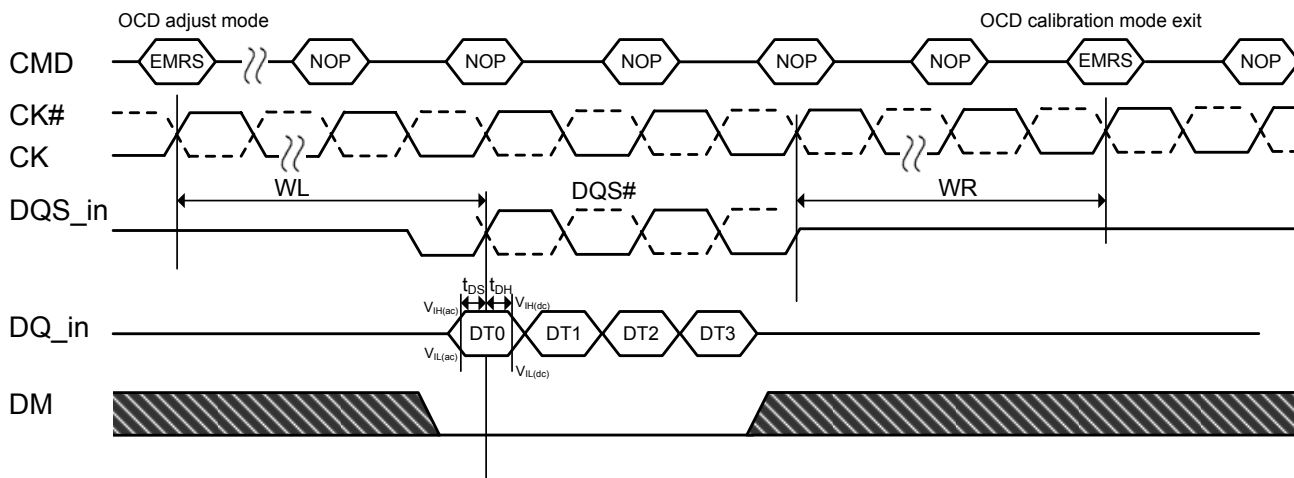 OCD adjust mode
OCD calibration mode exit
CMD
EMRS
NOP
NOP
NOP
NOP
NOP
EMRS
NOP
CK#
CK
WL
DQS#
WR
DQS_in
tDS
tDH
VIH(ac)
VIH(dc)
DQ_in
DT0
DT1
DT2
DT3
VIL(ac)
VIL(dc)
DM